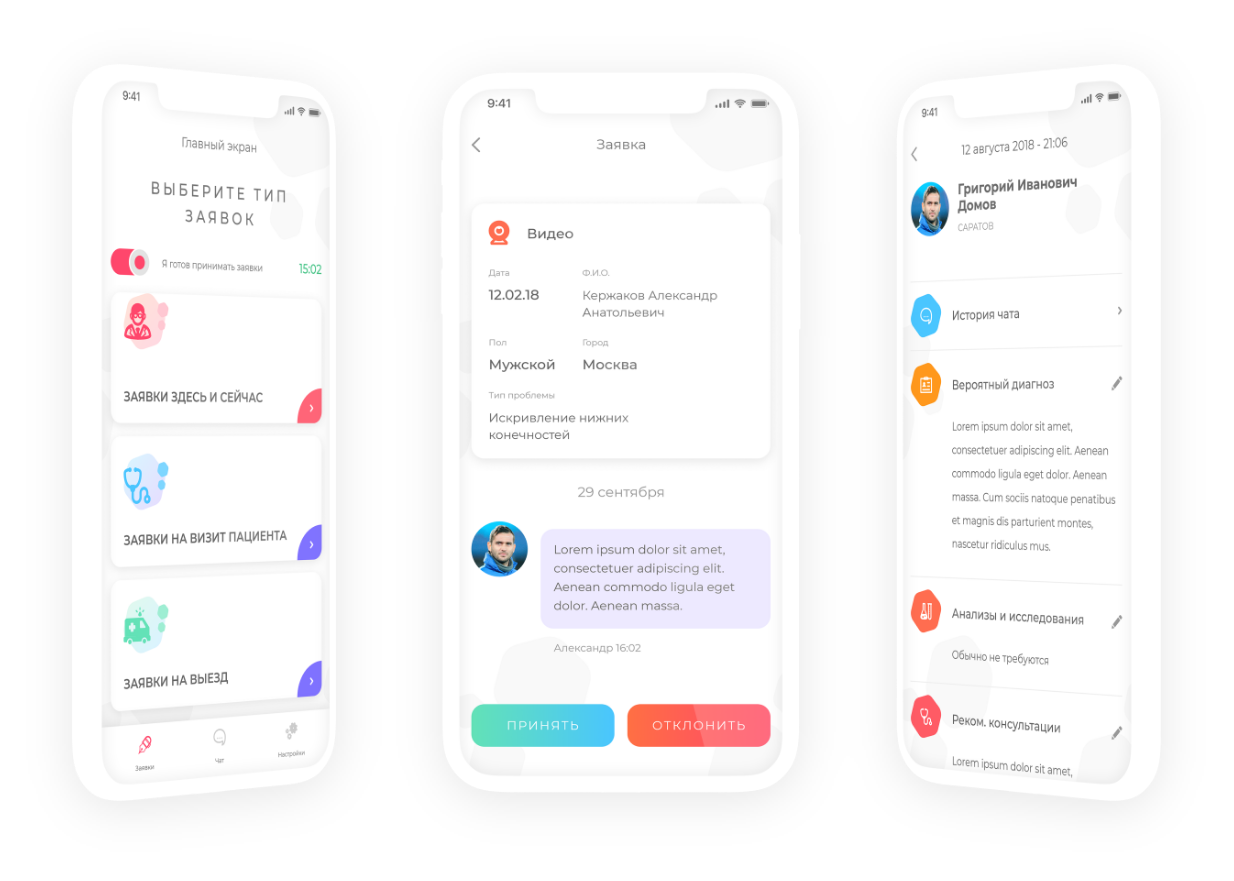 9:41
Главный экран
ВЫБЕРИТЕ ТИП
ЗАЯВОК
Я готов принимать заявки
15:02
ЗАЯВКИ ЗДЕСЬ И СЕЙЧАС
ЗАЯВКИ НА ВИЗИТ ПАЦИЕНТА
ЗАЯВКИ НА ВЫЕЗД
Заявки
Чат
Настройки
9:41
Заявка
Видео
Дата
Ф.И.О.
12.02.18
Кержаков Александр
Анатольевич
Пол
Город
Мужской
Москва
Тип проблемы
Искривление нижних
конечностей
29 сентября
Lorem ipsum dolor sit amet,
consectetuer adipiscing elit.
Aenean commodo ligula eget
dolor. Aenean massa.
Александр 16:02
ПРИНЯТЬ
ОТКЛОНИТЬ
9:41
12 августа 2018 - 21:06
Григорий Иванович
Домов
САРАТОВ
История чата
Вероятный диагноз
Lorem ipsum dolor sit amet,
consectetuer adipiscing elit. Aenean
commodo ligula eget dolor. Aenean
massa. Cum sociis natoque penatibus
et magnis dis parturient montes,
nascetur ridiculus mus.
Анализы и исследования
Обычно не требуются
Реком. консультации
Lorem ipsum dolor sit amet,